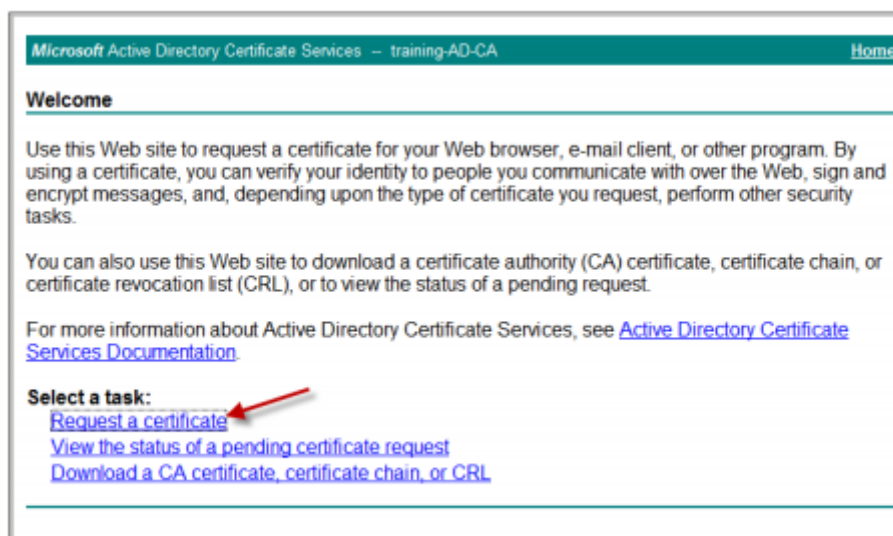 Microsoft Active Directory Certificate Services -- training-AD-CA Home
Welcome
Use this Web site to request a certificate for your Web browser, e-mail client, or other program. By
using a certificate, you can verify your identity to people you communicate with over the Web, sign and
encrypt messages, and, depending upon the type of certificate you request, perform other security
tasks.
You can also use this Web site to download a certificate authority (CA) certificate, certificate chain, or
certificate revocation list (CRL), or to view the status of a pending request.
For more information about Active Directory Certificate Services, see Active Directory Certificate
Services Documentation.
Select a task:
Request a certificate
View the status of a pending certificate request
Download a CA certificate, certificate chain, or CRL